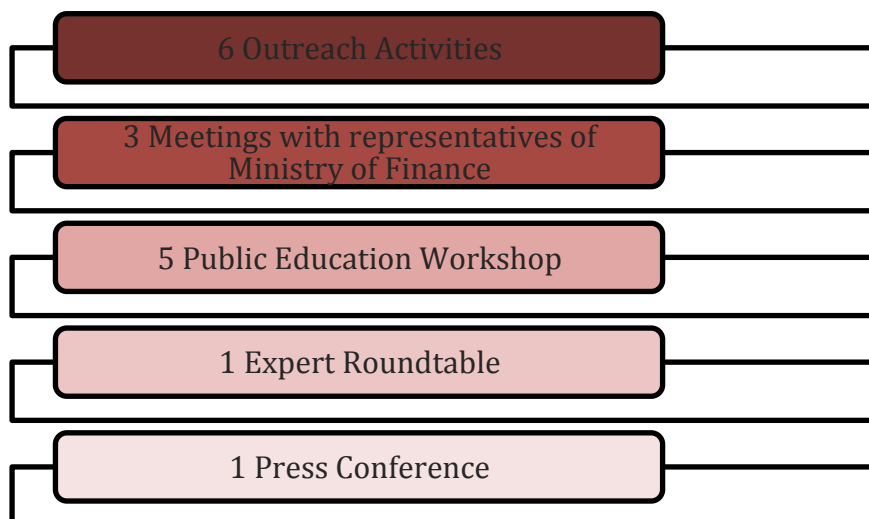 6 Outreach Activities
3 Meetings with representatives of
Ministry of Finance
5 Public Education Workshop
1 Expert Roundtable
1 Press Conference